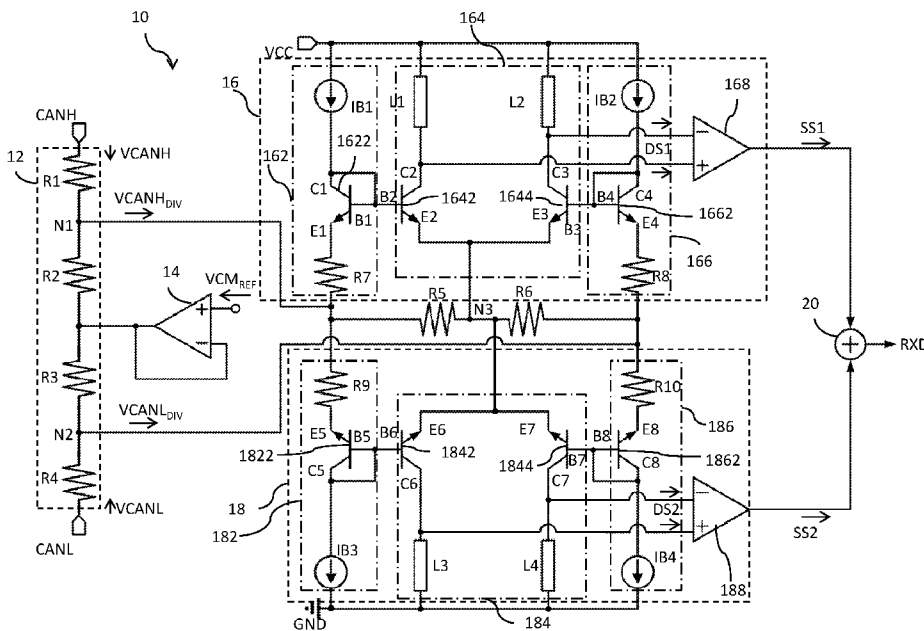 10
164
VCC
16
IB1
L1
L2
IB2
168
SS1
CANH
12
VCANH
R1
VCANH_DIV
162
1622
C1
B1
E1
B2
C2
1642
E2
C3
1644
E3
B3
B4
C4
E4
DS1
1662
166
N1
R2
R7
R8
14
VCM_REF
R5
R6
N3
20
RXD
R3
VCANL_DIV
N2
R4
VCANL
CANL
R9
R10
186
E5
B5
B6
E6
E7
B8
E8
1822
C5
1842
C6
1844
B7
C7
1862
C8
18
182
DS2
SS2
IB3
L3
L4
IB4
188
GND
184